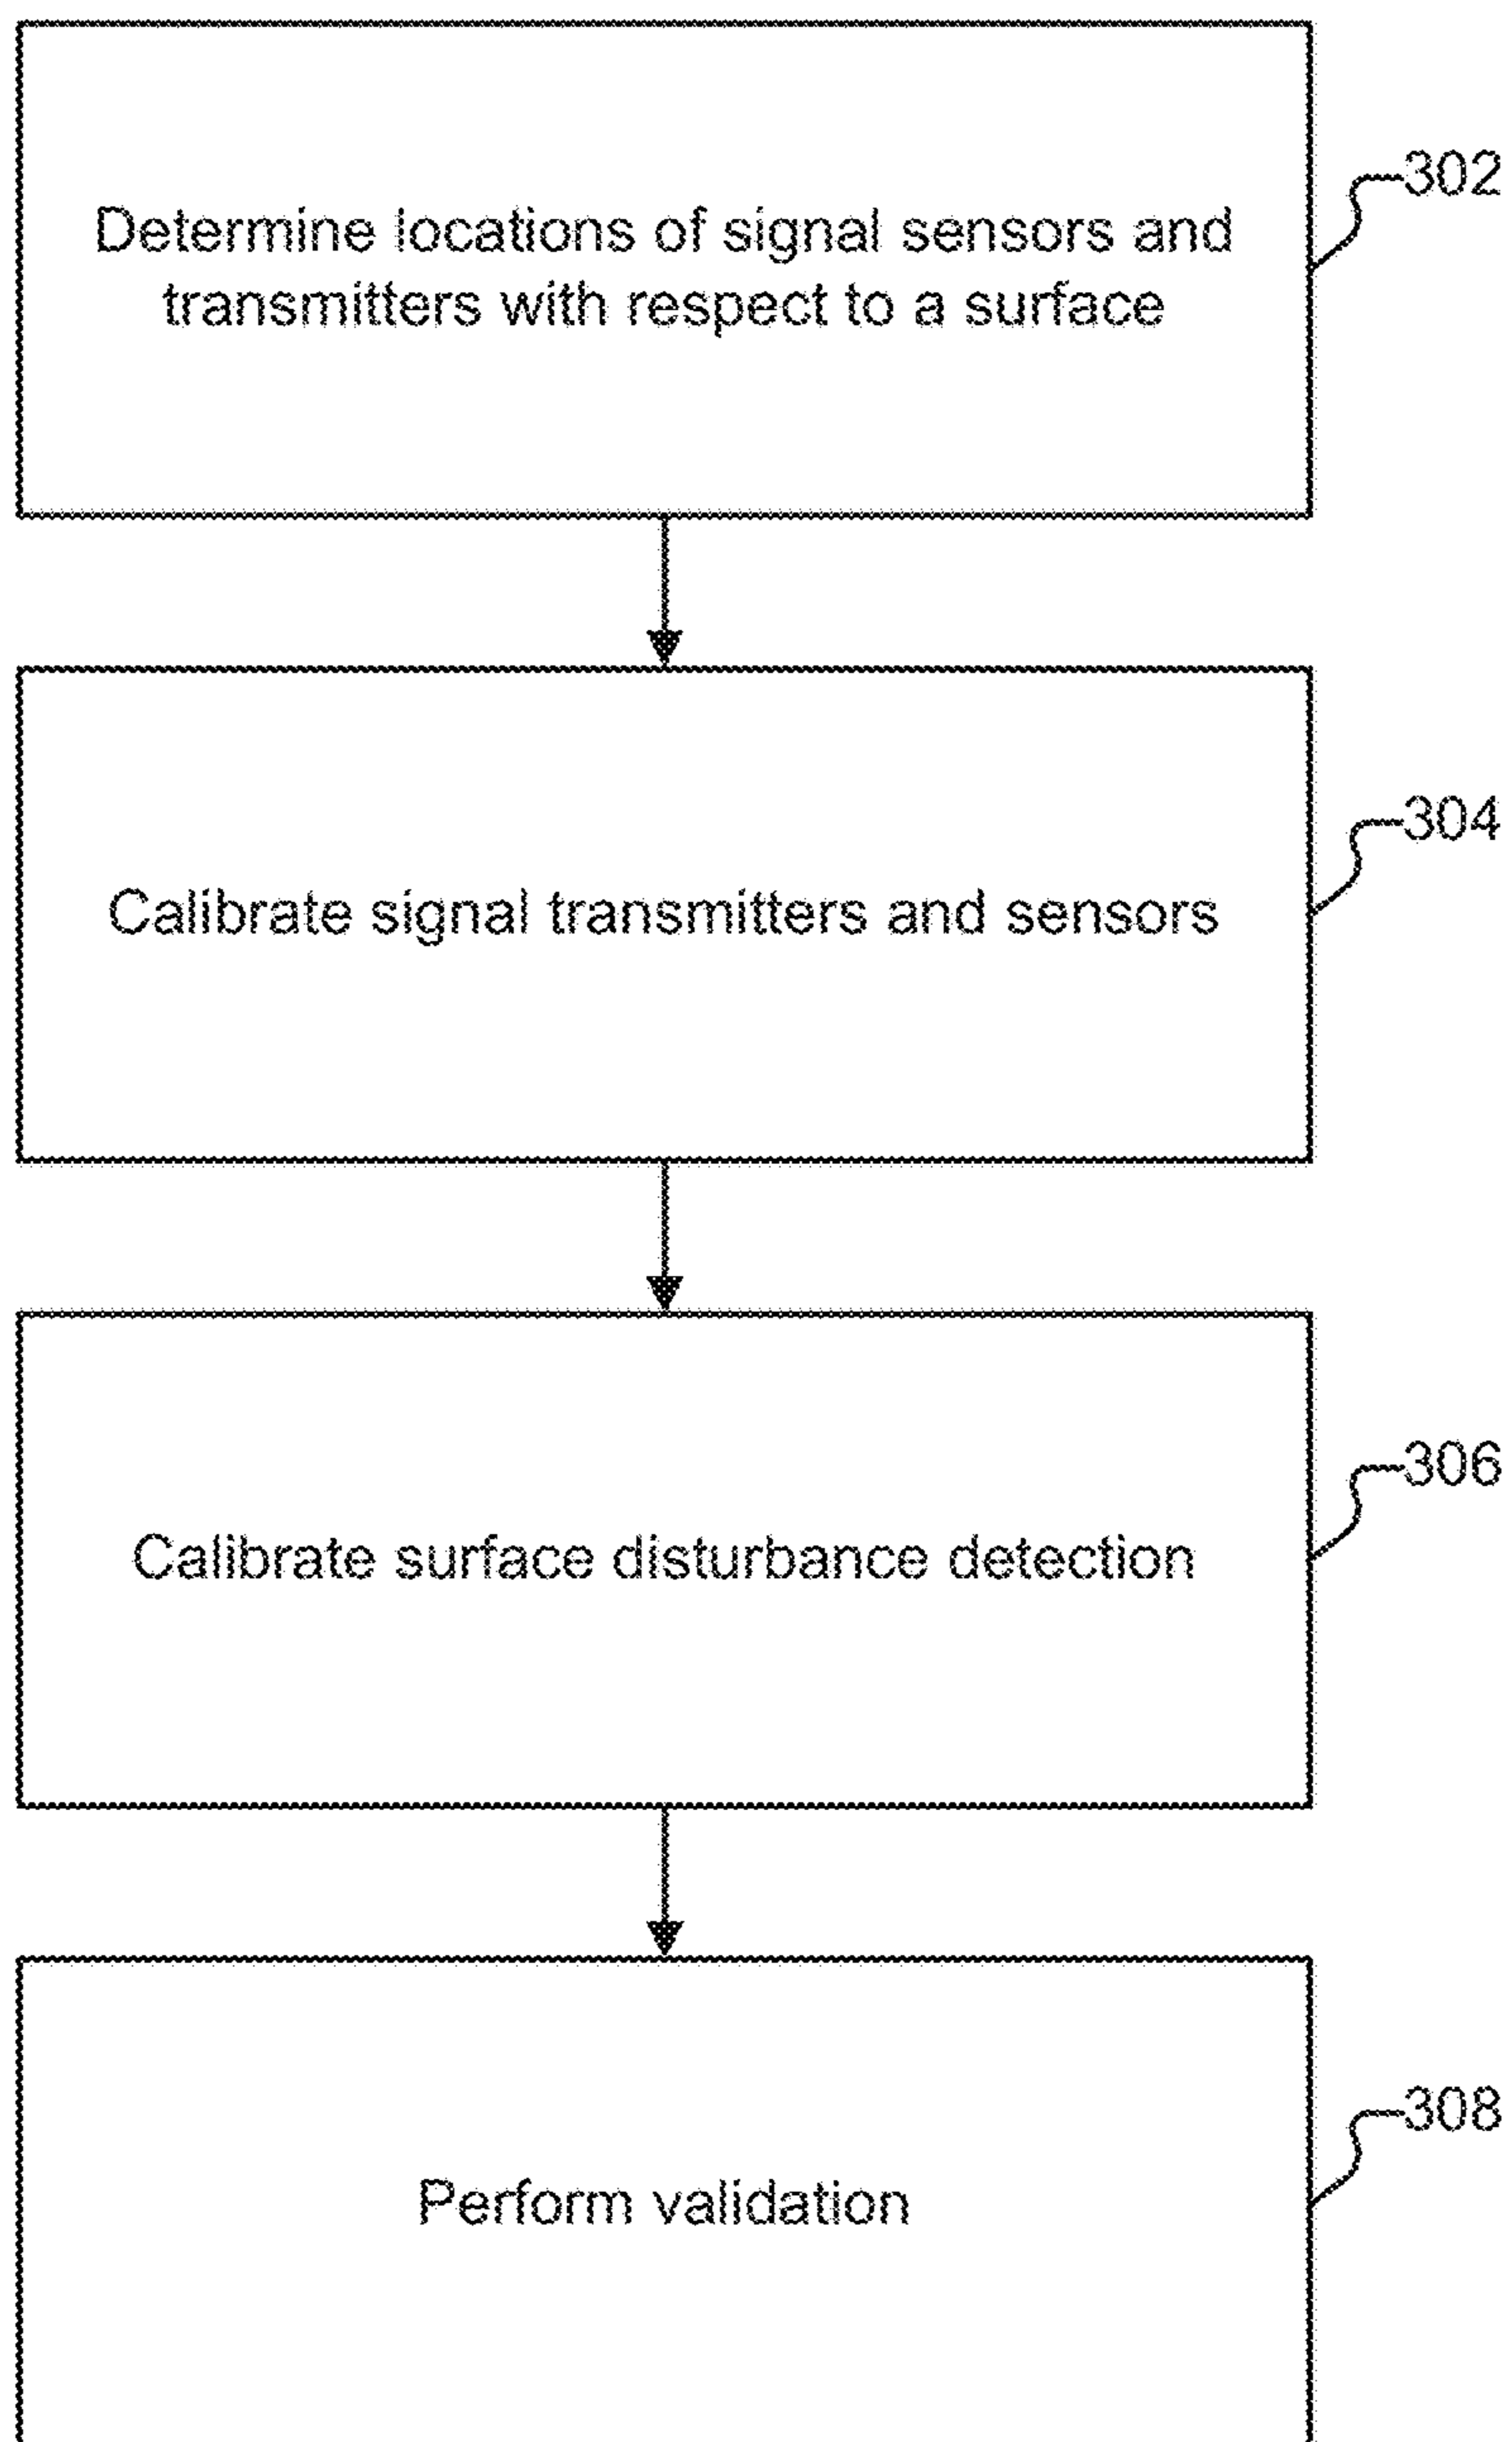 Determine locations of signal sensors and
transmitters with respect to a surface
302
Calibrate signal transmitters and sensors
304
Calibrate surface disturbance detection
306
Perform validation
308